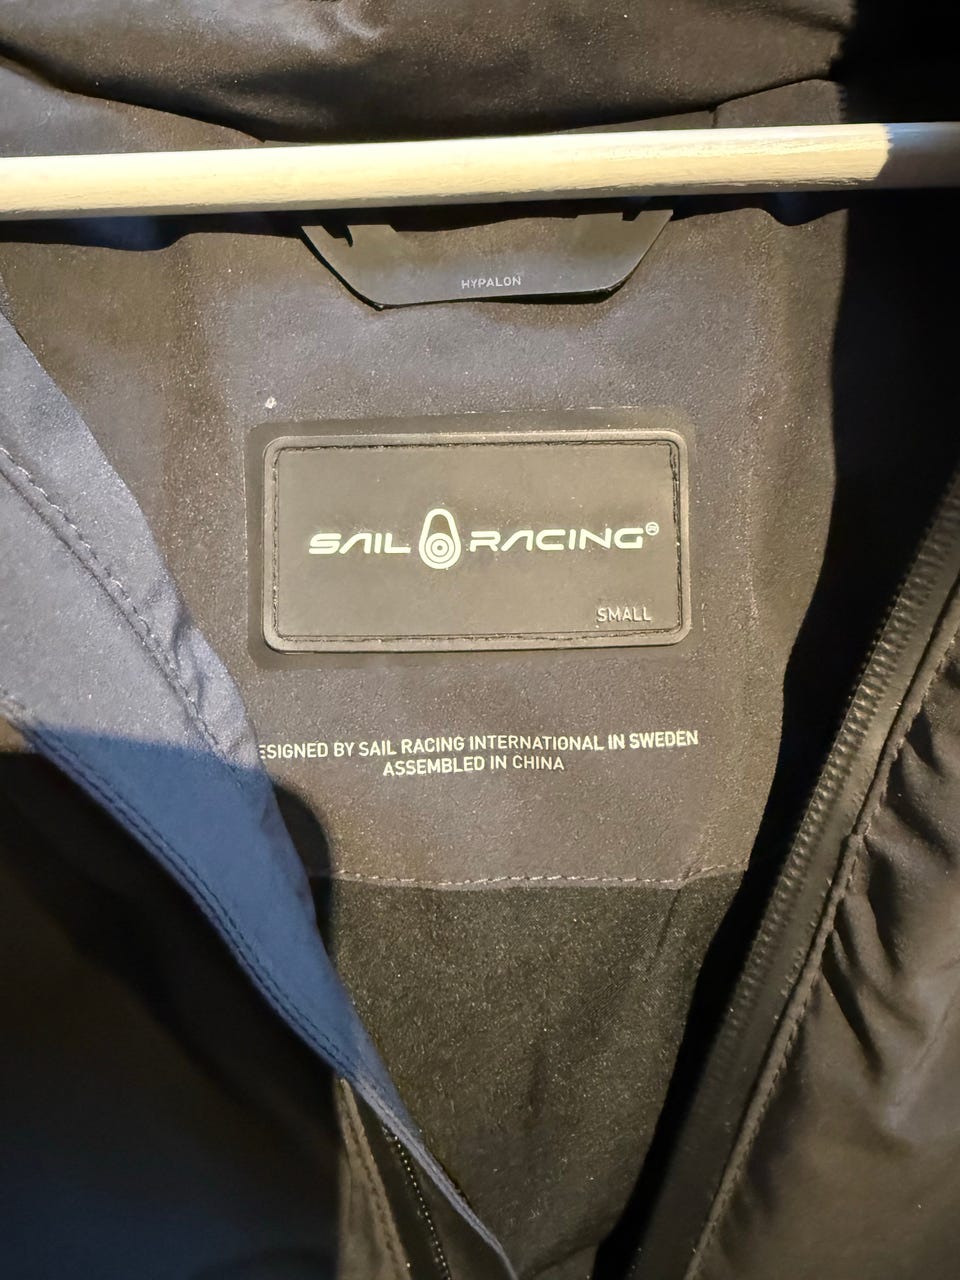 HYPALON
SAIL RACING®
SMALL
ESIGNED BY SAIL RACING INTERNATIONAL IN SWEDEN
ASSEMBLED IN CHINA